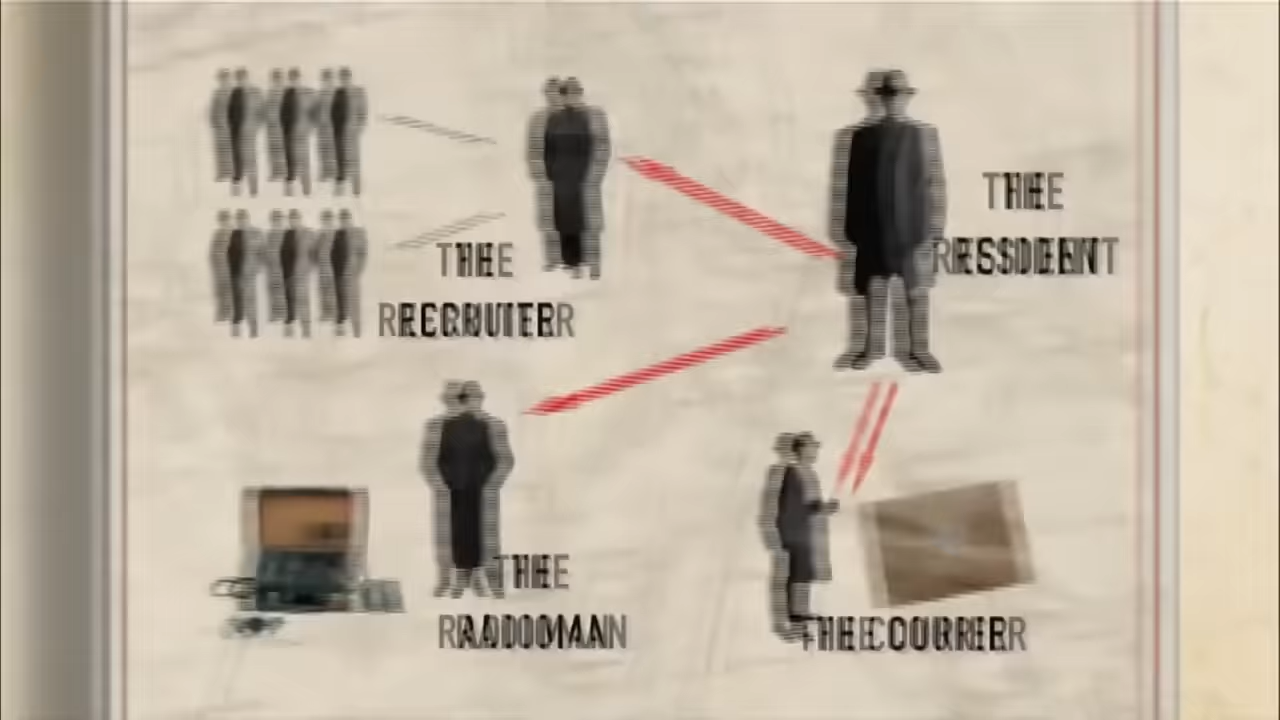 THE
RESIDENT
THE
RECRUITER
THE
RADIOMAN
THE COURIER